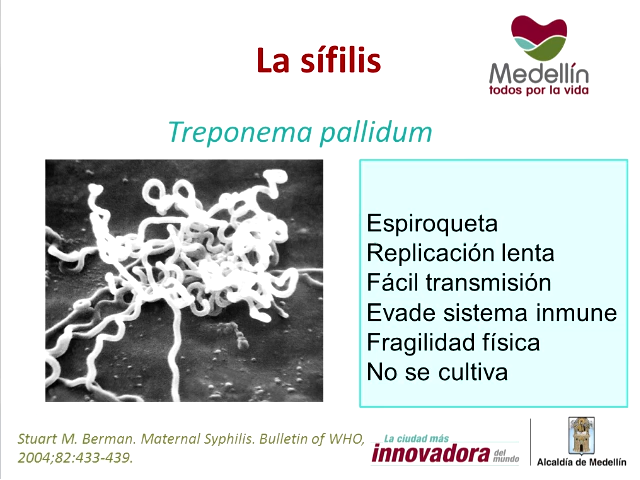 La sífilis
Medellín
todos por la vida
Treponema pallidum
Espiroqueta
Replicación lenta
Fácil transmisión
Evade sistema inmune
Fragilidad física
No se cultiva
Stuart M. Berman. Maternal Syphilis. Bulletin of WHO,
2004;82:433-439.
La ciudad más
innovadora del
mundo
Alcaldía de Medellín